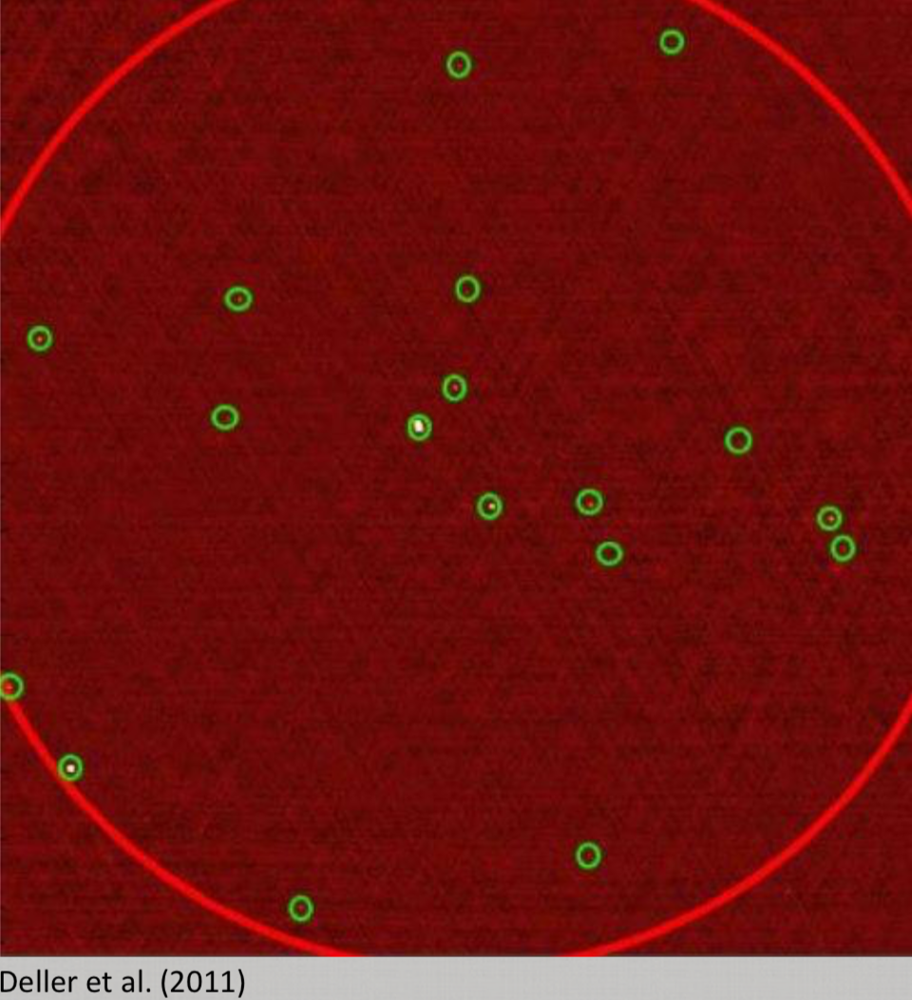 Deller et al. (2011)